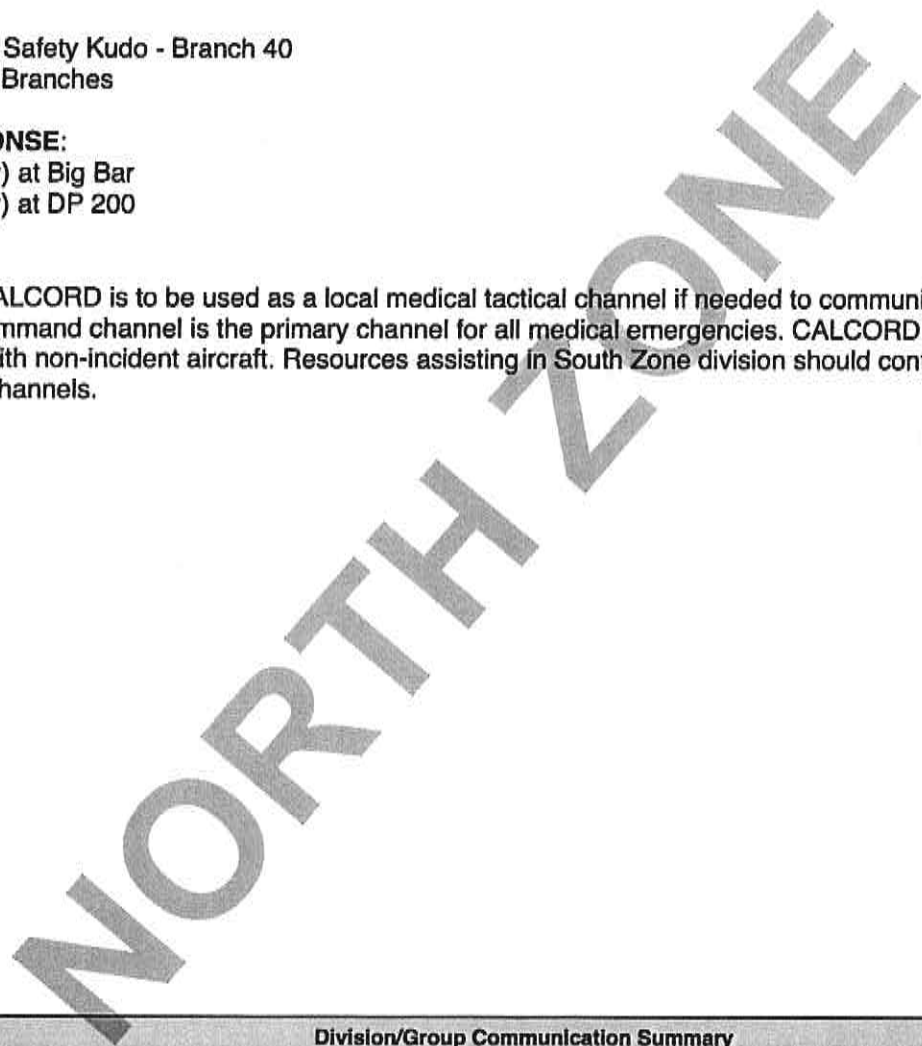 Safety Kudo - Branch 40
Branches
ONSE:
) at Big Bar
) at DP 200
ALCORD is to be used as a local medical tactical channel if needed to communi
mmand channel is the primary channel for all medical emergencies. CALCORD
ith non-incident aircraft. Resources assisting in South Zone division should con
hannels.
NORTH ZONE
Division/Group Communication Summary